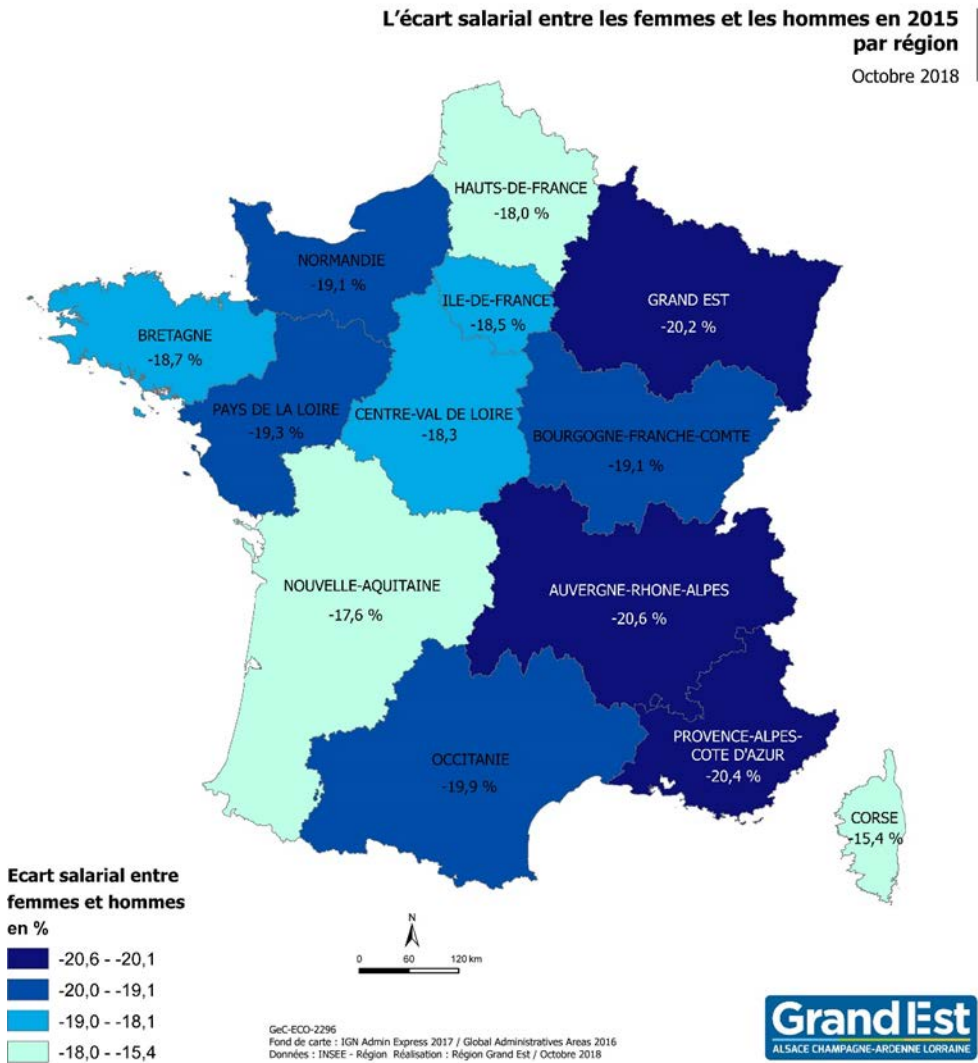 L'écart salarial entre les femmes et les hommes en 2015
par région
Octobre 2018
HAUTS-DE-FRANCE
-18,0 %
NORMANDIE
-19,1 %
ILE-DE-FRANCE
-18,5 %
GRAND EST
-20,2 %
BRETAGNE
-18,7 %
PAYS DE LA LOIRE
-19,3 %
CENTRE-VAL DE LOIRE
-18,3
BOURGOGNE-FRANCHE-COMTE
-19,1 %
NOUVELLE-AQUITAINE
-17,6 %
AUVERGNE-RHONE-ALPES
-20,6 %
OCCITANIE
-19,9 %
PROVENCE-ALPES-
COTE D'AZUR
-20,4 %
CORSE
-15,4 %
Ecart salarial entre
femmes et hommes
en %
-20,6 - -20,1
-20,0 - -19,1
-19,0 - -18,1
-18,0 - -15,4
N
0 60 120 km
GeC-ECO-2296
Fond de carte : IGN Admin Express 2017 / Global Administratives Areas 2016
Données : INSEE - Région Réalisation : Région Grand Est / Octobre 2018
Grand Est
ALSACE CHAMPAGNE-ARDENNE LORRAINE